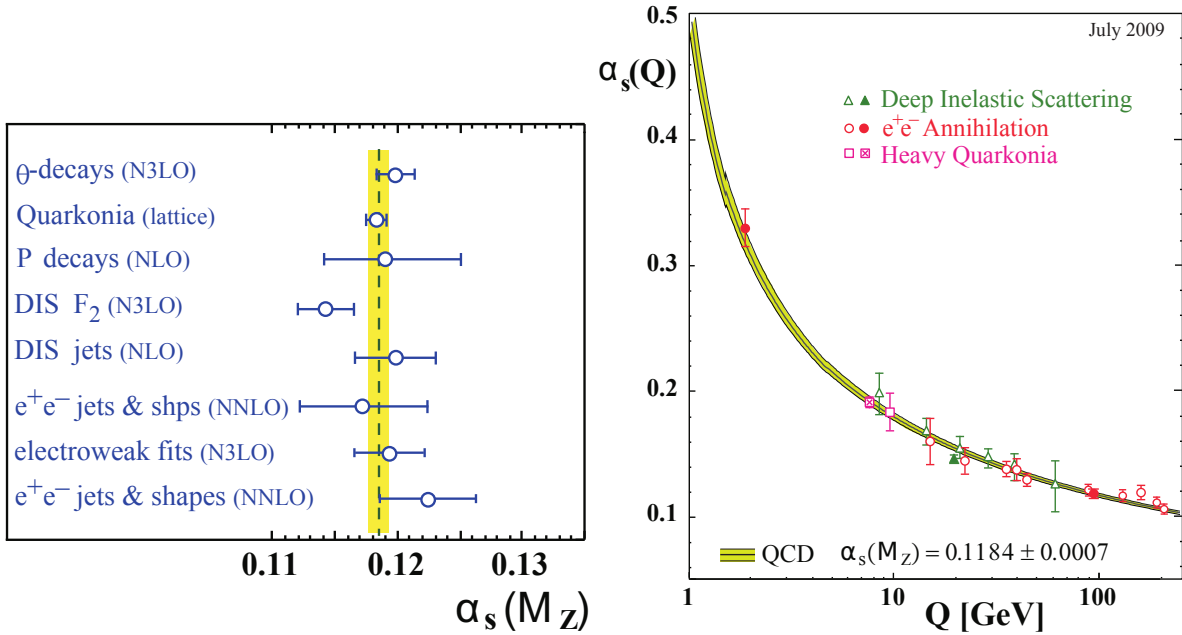 θ-decays (N3LO)
Quarkonia (lattice)
Ρ decays (NLO)
DIS F₂ (N3LO)
DIS jets (NLO)
e⁺e⁻ jets & shps (NNLO)
electroweak fits (N3LO)
e⁺e⁻ jets & shapes (NNLO)
0.11 0.12 0.13
αs(MZ)
0.5
0.4
0.3
0.2
0.1
αs(Q)
July 2009
Deep Inelastic Scattering
e⁺e⁻ Annihilation
Heavy Quarkonia
QCD αs(MZ) = 0.1184 ± 0.0007
1 10 100
Q [GeV]